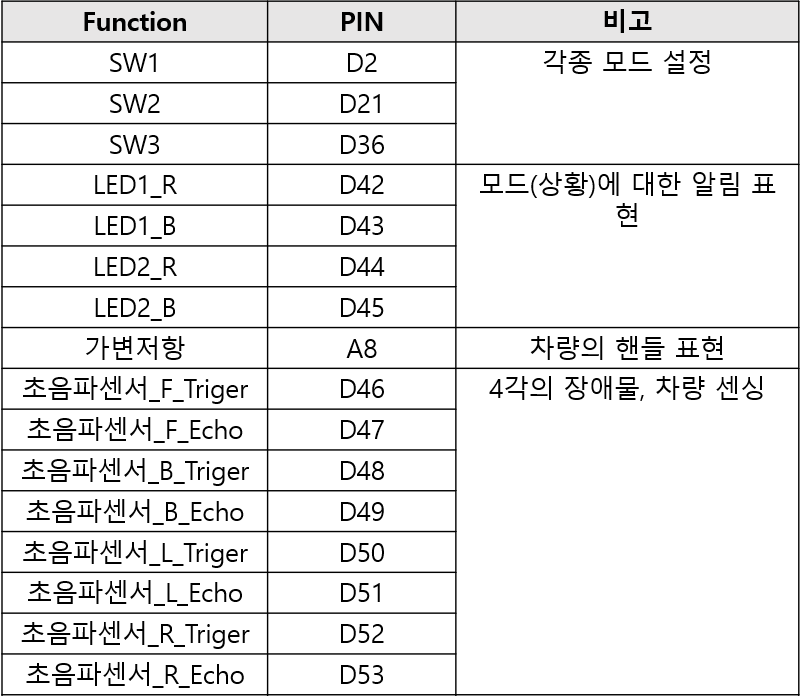 Function PIN 비고
SW1 D2 각종 모드 설정
SW2 D21
SW3 D36
LED1_R D42 모드(상황)에 대한 알림 표
현
LED1_B D43
LED2_R D44
LED2_B D45
가변저항 A8 차량의 핸들 표현
초음파센서_F_Triger D46 4각의 장애물, 차량 센싱
초음파센서_F_Echo D47
초음파센서_B_Triger D48
초음파센서_B_Echo D49
초음파센서_L_Triger D50
초음파센서_L_Echo D51
초음파센서_R_Triger D52
초음파센서_R_Echo D53